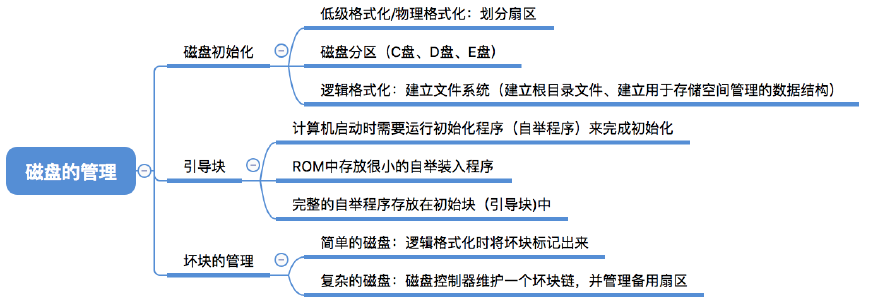 磁盘的管理
磁盘初始化
低级格式化/物理格式化：划分扇区
磁盘分区（C盘、D盘、E盘）
逻辑格式化：建立文件系统（建立根目录文件、建立用于存储空间管理的数据结构）
引导块
计算机启动时需要运行初始化程序（自举程序）来完成初始化
ROM中存放很小的自举装入程序
完整的自举程序存放在初始块（引导块)中
坏块的管理
简单的磁盘：逻辑格式化时将坏块标记出来
复杂的磁盘：磁盘控制器维护一个坏块链，并管理备用扇区